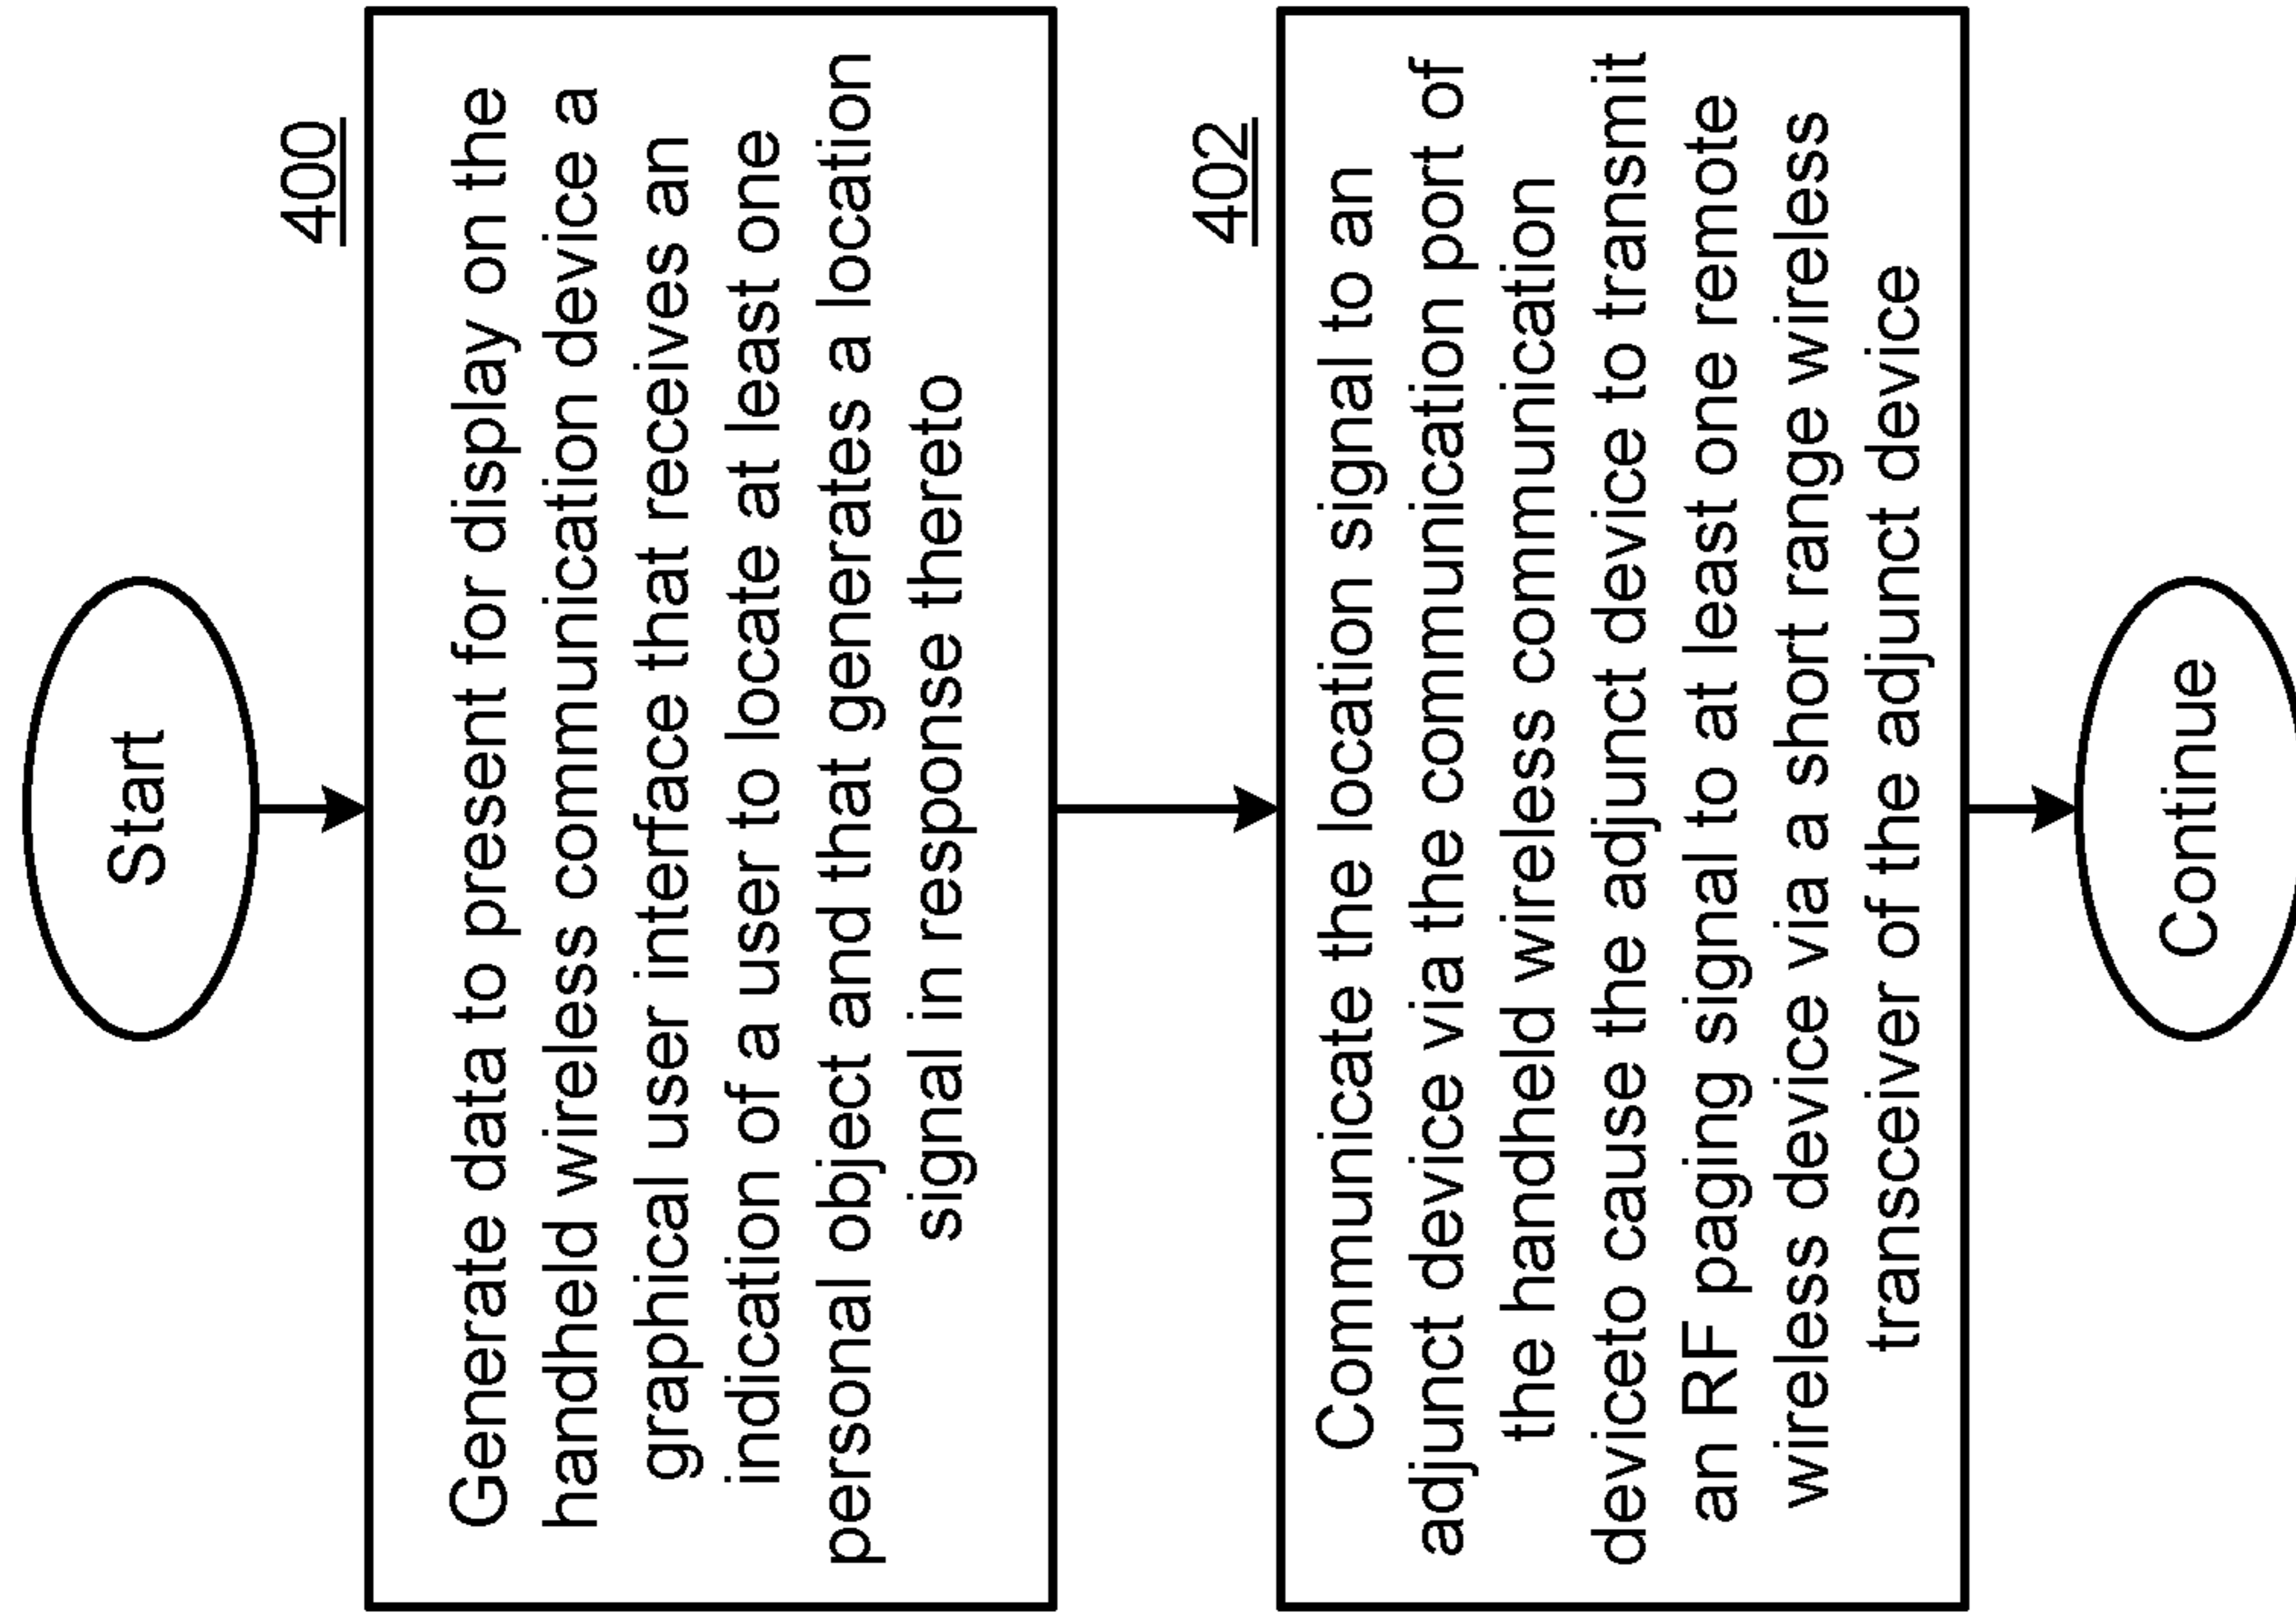 Start
400
Generate data to present for display on the
handheld wireless communication device a
graphical user interface that receives an
indication of a user to locate at least one
personal object and that generates a location
signal in response thereto
402
Communicate the location signal to an
adjunct device via the communication port of
the handheld wireless communication
deviceto cause the adjunct device to transmit
an RF paging signal to at least one remote
wireless device via a short range wireless
transceiver of the adjunct device
Continue